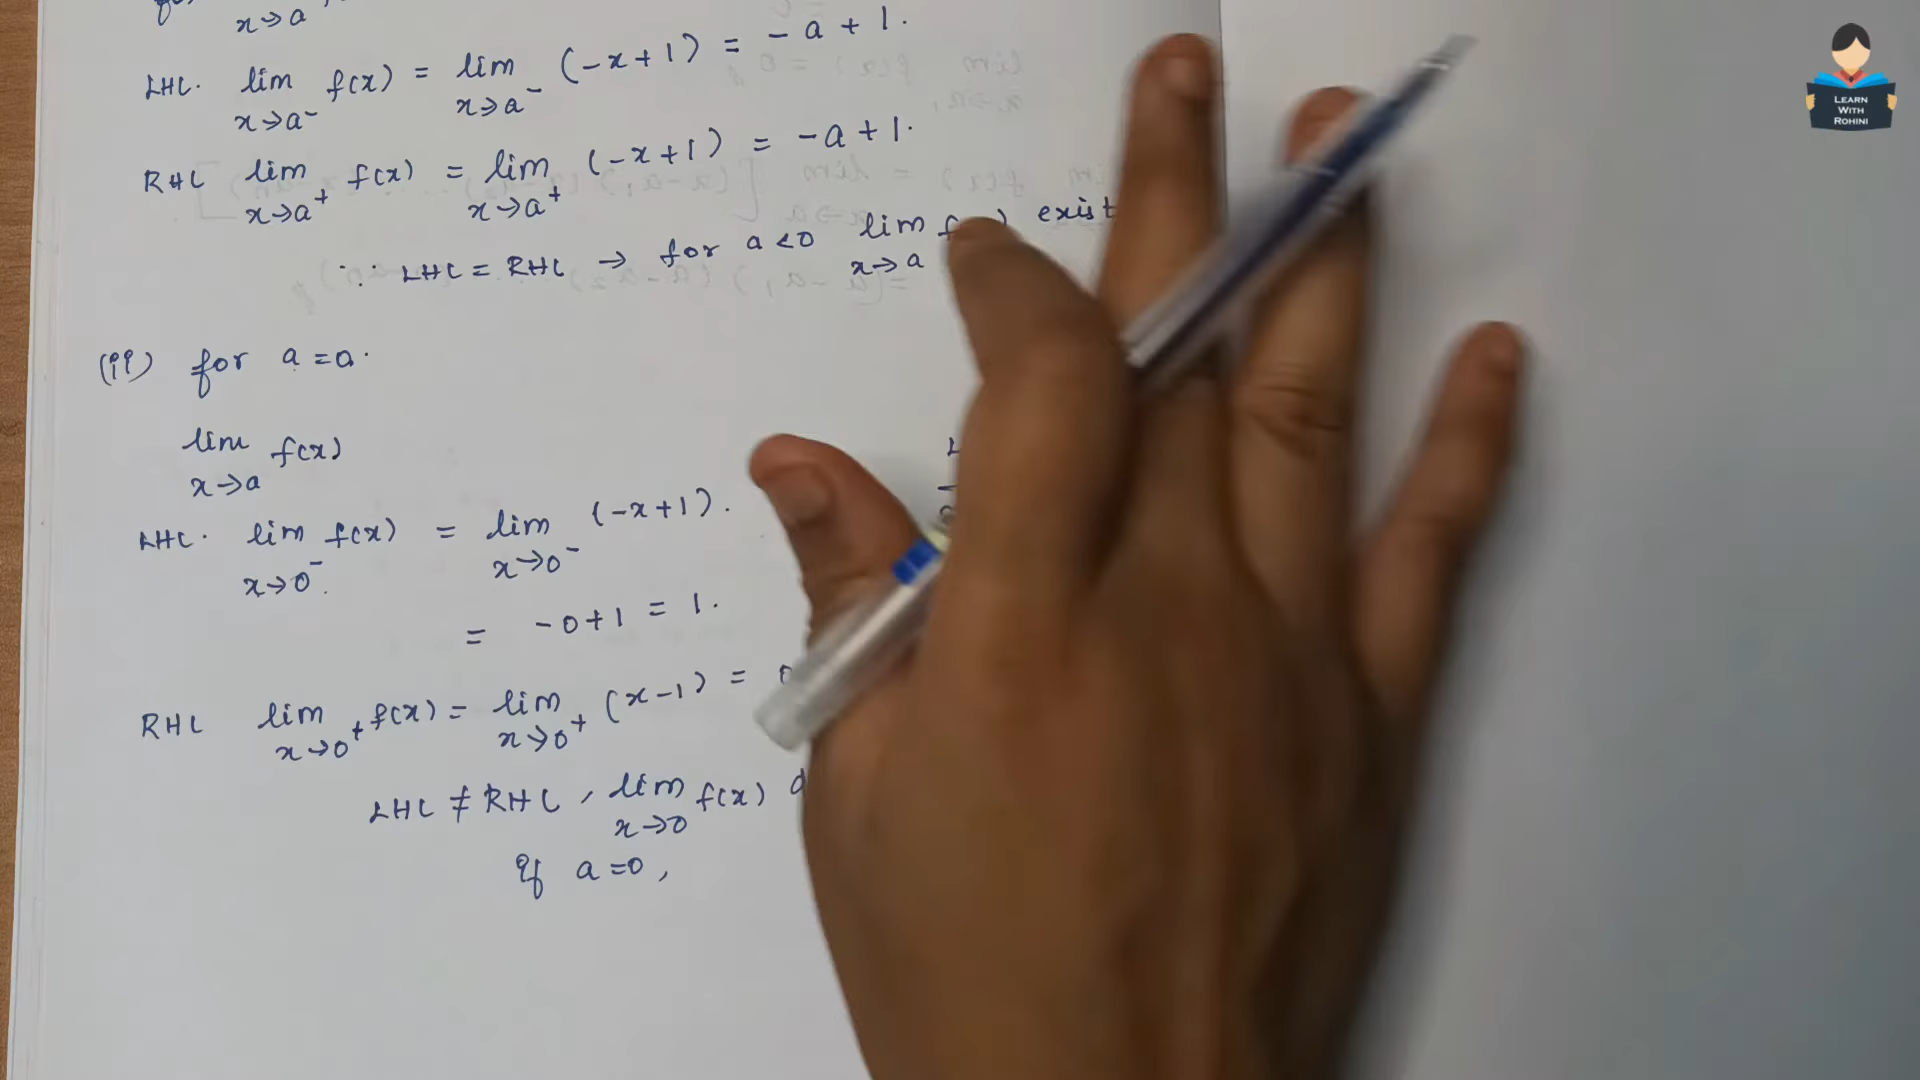 x→a
LHL. lim f(x) = lim (-x+1) = -a+1.
x→a⁻ x→a⁻
RHL lim f(x) = lim (-x+1) = -a+1.
x→a⁺ x→a⁺
∵ LHL = RHL → for a<0 lim exist
x→a
(ii) for a=a.
lim f(x)
x→a
LHL. lim f(x) = lim (-x+1).
x→0⁻. x→0⁻
= -0+1 = 1.
RHL lim f(x) = lim (x-1) =
x→0⁺ x→0⁺
LHL ≠ RHL, lim f(x)
x→0
If a=0,
LEARN
WITH
ROHINI